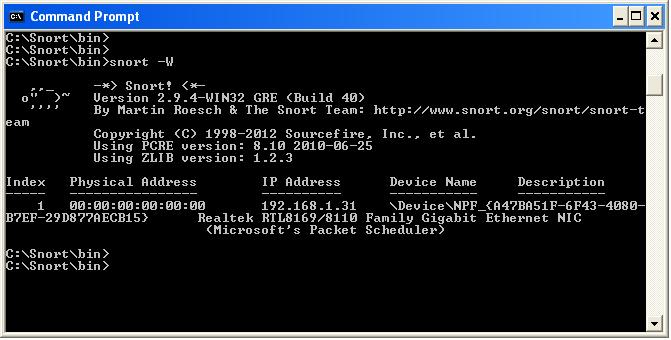 Command Prompt
C:\Snort\bin>
C:\Snort\bin>
C:\Snort\bin>snort -W
   ,,_     -*> Snort! <*-
  o"  )~   Version 2.9.4-WIN32 GRE (Build 40)
   ''''    By Martin Roesch & The Snort Team: http://www.snort.org/snort/snort-t
eam
           Copyright (C) 1998-2012 Sourcefire, Inc., et al.
           Using PCRE version: 8.10 2010-06-25
           Using ZLIB version: 1.2.3
Index   Physical Address        IP Address      Device Name     Description
-----   ----------------        ----------      -----------     -----------
    1   00:00:00:00:00:00       192.168.1.31    \Device\NPF_{A47BA51F-6F43-4080-
B7EF-29D877AECB15}      Realtek RTL8169/8110 Family Gigabit Ethernet NIC
                         (Microsoft's Packet Scheduler)
C:\Snort\bin>
C:\Snort\bin>